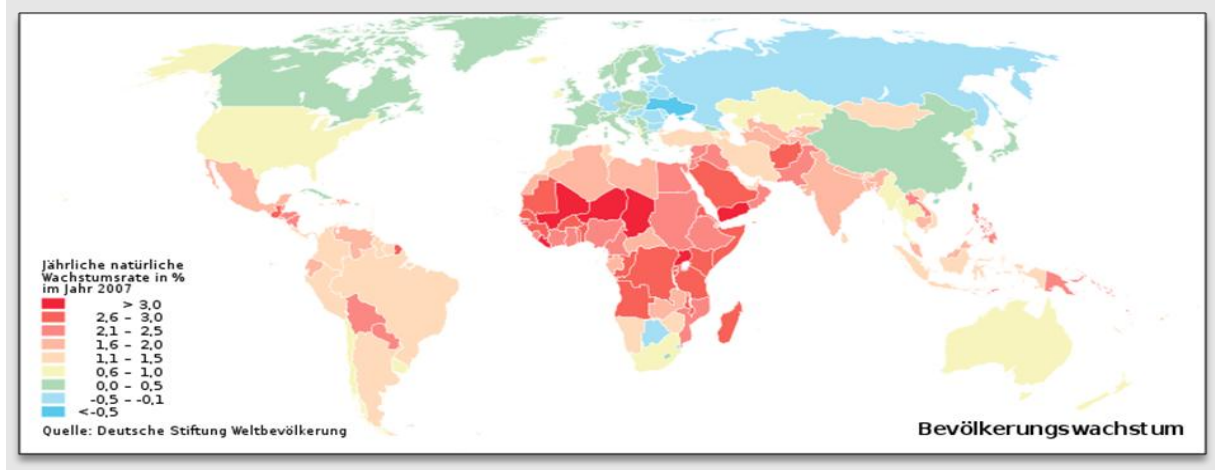 Jährliche natürliche
Wachstumsrate in %
im Jahr 2007
> 3,0
2,6 – 3,0
2,1 – 2,5
1,6 – 2,0
1,1 – 1,5
0,6 – 1,0
0,0 – 0,5
-0,5 – -0,1
<-0,5
Quelle: Deutsche Stiftung Weltbevölkerung
Bevölkerungswachstum